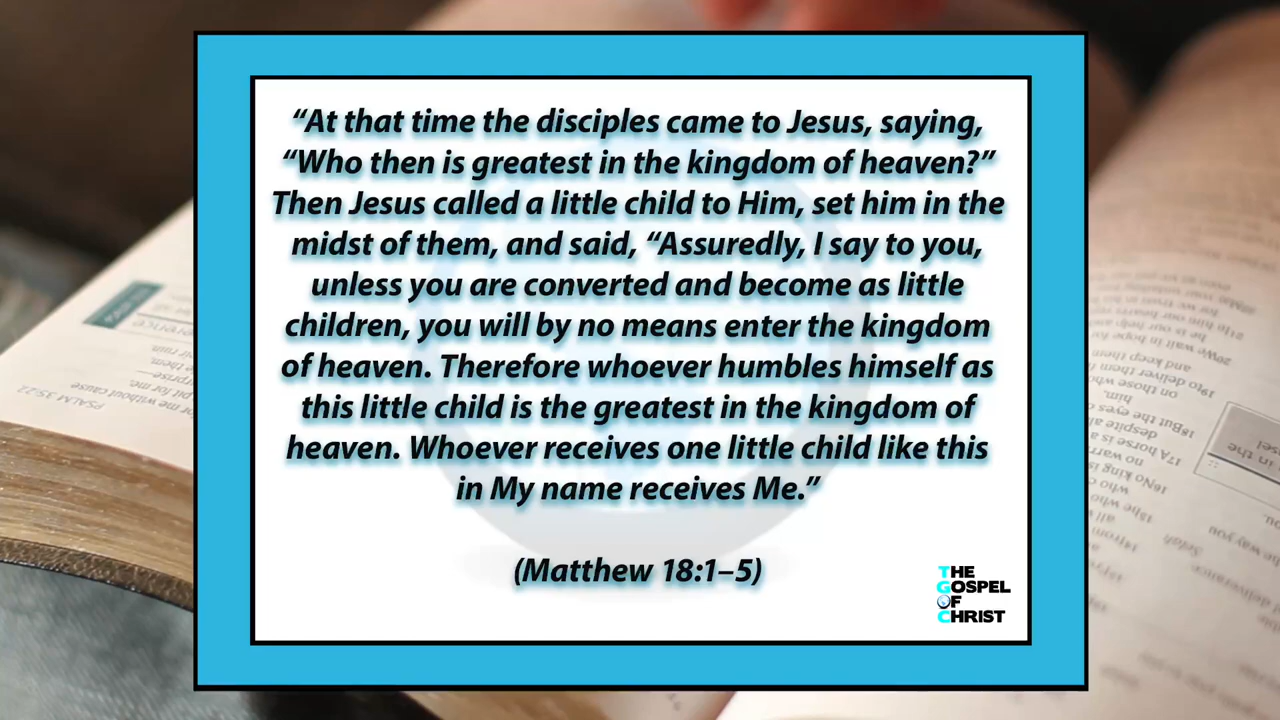 “At that time the disciples came to Jesus, saying,
“Who then is greatest in the kingdom of heaven?”
Then Jesus called a little child to Him, set him in the
midst of them, and said, “Assuredly, I say to you,
unless you are converted and become as little
children, you will by no means enter the kingdom
of heaven. Therefore whoever humbles himself as
this little child is the greatest in the kingdom of
heaven. Whoever receives one little child like this
in My name receives Me.”
(Matthew 18:1–5)
THE
GOSPEL
OF
CHRIST
PSALM 35:22